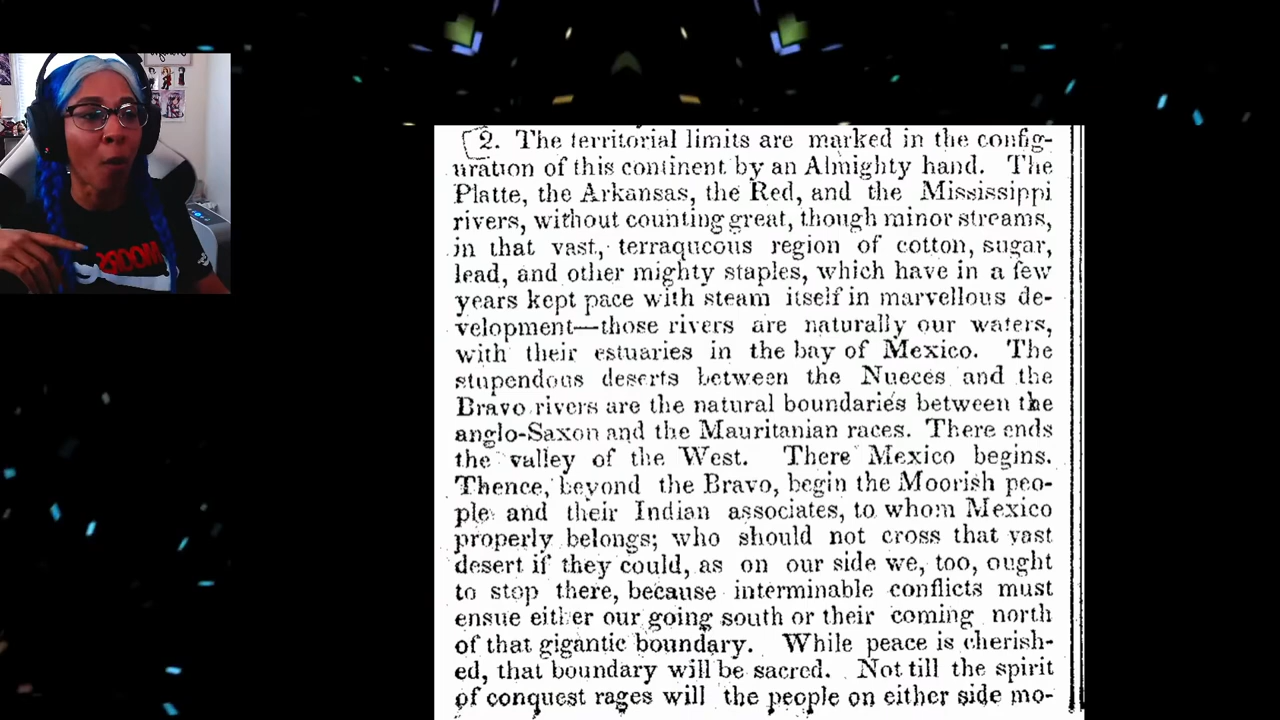 2. The territorial limits are marked in the config-
uration of this continent by an Almighty hand. The
Platte, the Arkansas, the Red, and the Mississippi
rivers, without counting great, though minor streams,
in that vast, terraqueous region of cotton, sugar,
lead, and other mighty staples, which have in a few
years kept pace with steam itself in marvellous de-
velopment—those rivers are naturally our waters,
with their estuaries in the bay of Mexico. The
stupendous deserts between the Nueces and the
Bravo rivers are the natural boundaries between the
anglo-Saxon and the Mauritanian races. There ends
the valley of the West. There Mexico begins.
Thence, beyond the Bravo, begin the Moorish peo-
ple and their Indian associates, to whom Mexico
properly belongs; who should not cross that vast
desert if they could, as on our side we, too, ought
to stop there, because interminable conflicts must
ensue either our going south or their coming north
of that gigantic boundary. While peace is cherish-
ed, that boundary will be sacred. Not till the spirit
of conquest rages will the people on either side mo-